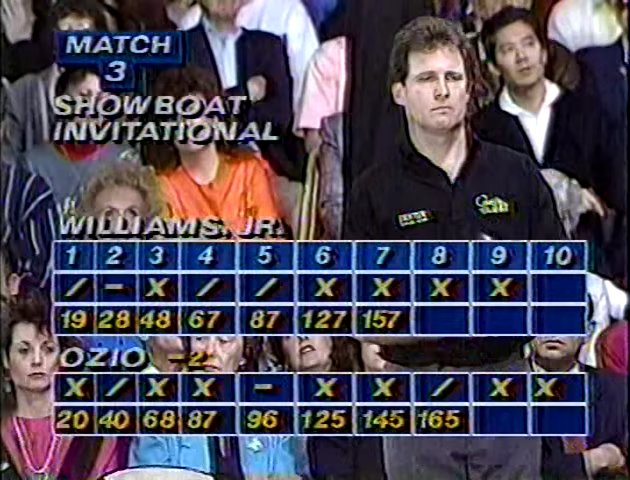 MATCH
3
SHOWBOAT
INVITATIONAL
WILLIAMS, JR.
1 2 3 4 5 6 7 8 9 10
/ - X / / X X X X
19 28 48 67 87 127 157
OZIO -2
X / X X - X X / X X
20 40 68 87 96 125 145 165